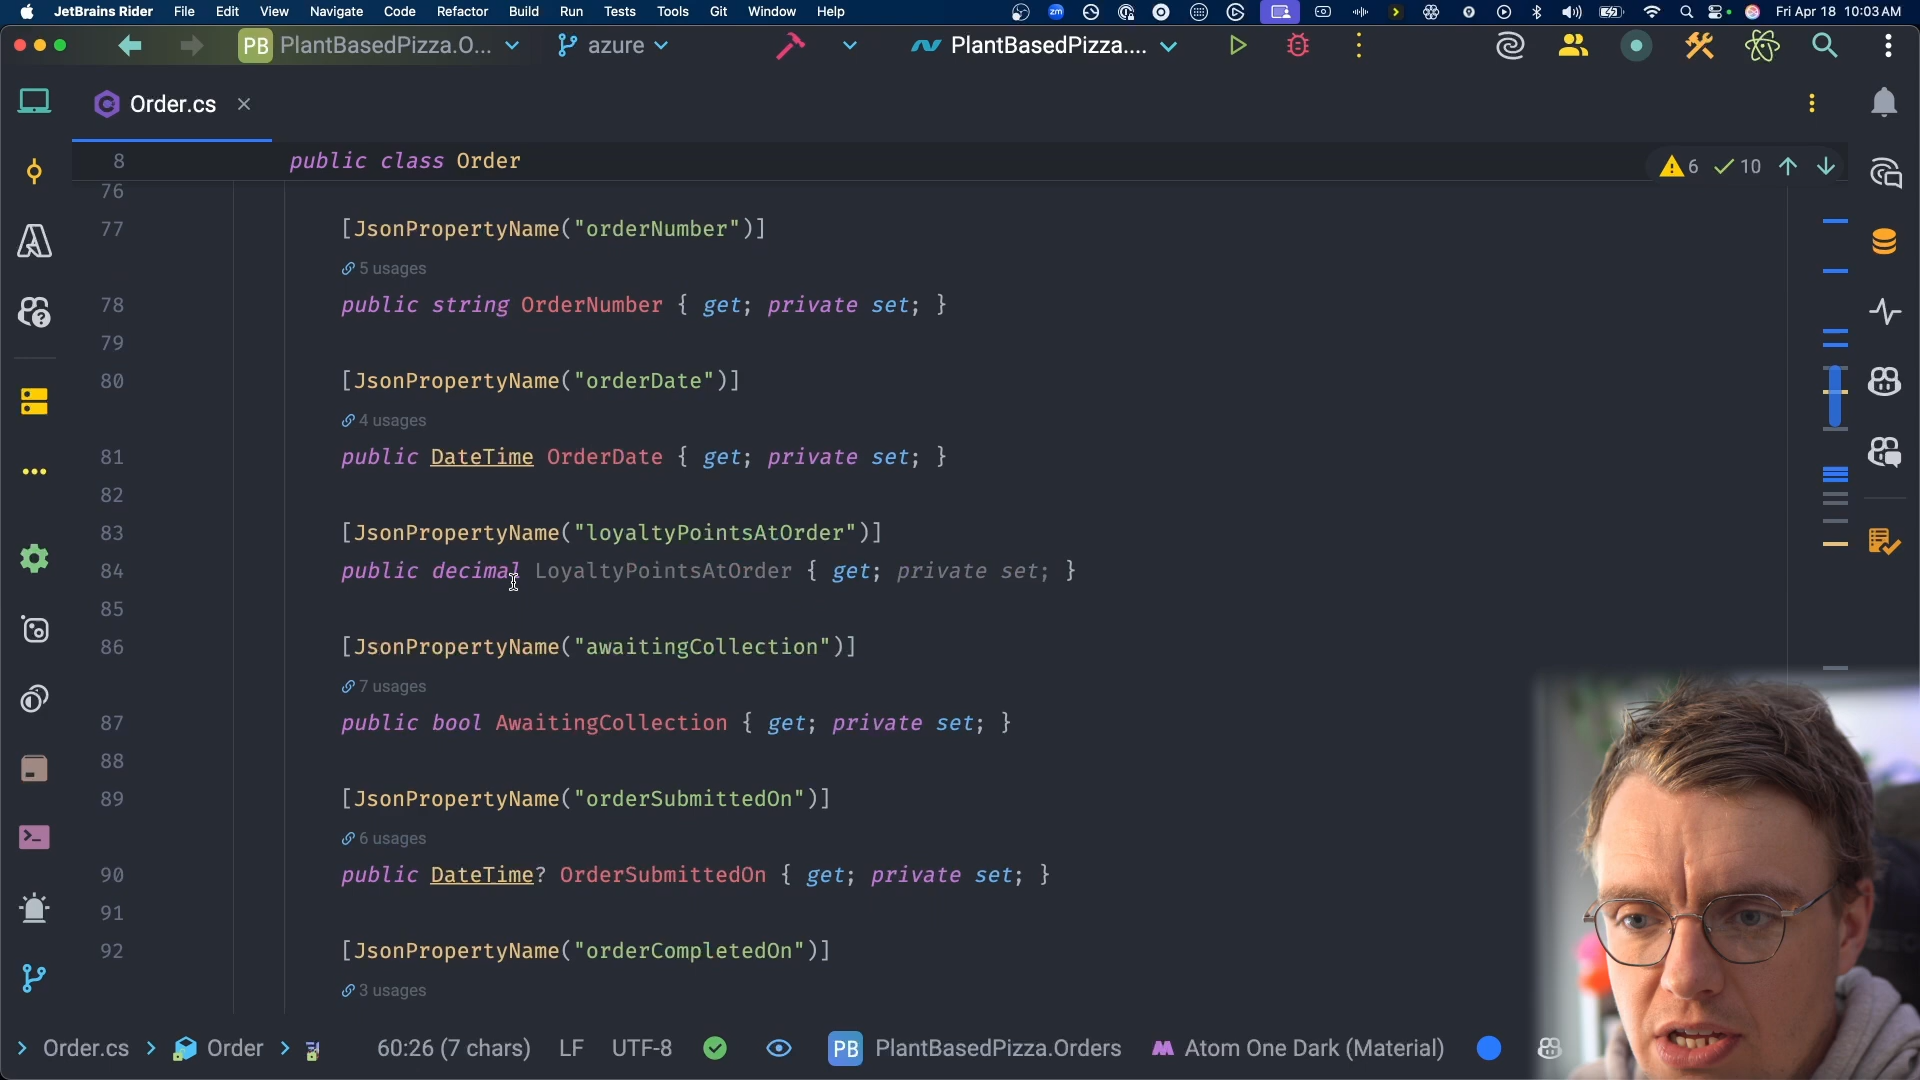 JetBrains Rider File Edit View Navigate Code Refactor Build Run Tests Tools Git Window Help Fri Apr 18 10:03 AM
PB PlantBasedPizza.O... azure PlantBasedPizza....
Order.cs
8 public class Order 6 10
76
77 [JsonPropertyName("orderNumber")]
5 usages
78 public string OrderNumber { get; private set; }
79
80 [JsonPropertyName("orderDate")]
4 usages
81 public DateTime OrderDate { get; private set; }
82
83 [JsonPropertyName("loyaltyPointsAtOrder")]
84 public decimal LoyaltyPointsAtOrder { get; private set; }
85
86 [JsonPropertyName("awaitingCollection")]
7 usages
87 public bool AwaitingCollection { get; private set; }
88
89 [JsonPropertyName("orderSubmittedOn")]
6 usages
90 public DateTime? OrderSubmittedOn { get; private set; }
91
92 [JsonPropertyName("orderCompletedOn")]
3 usages
Order.cs Order 60:26 (7 chars) LF UTF-8 PB PlantBasedPizza.Orders Atom One Dark (Material)